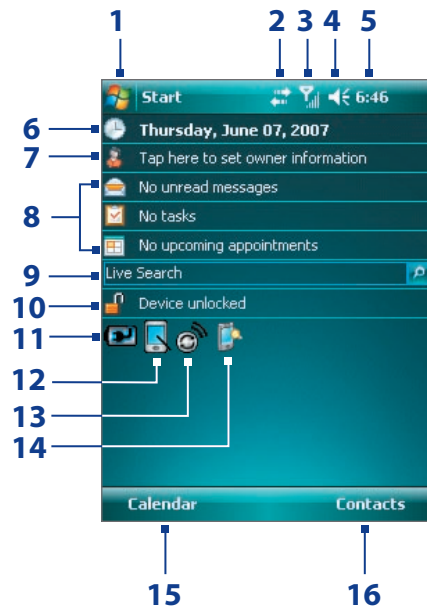 1 2 3 4 5
Start 6:46
6 Thursday, June 07, 2007
7 Tap here to set owner information
No unread messages
8 No tasks
No upcoming appointments
9 Live Search
10 Device unlocked
11
12
13
14
Calendar Contacts
15 16